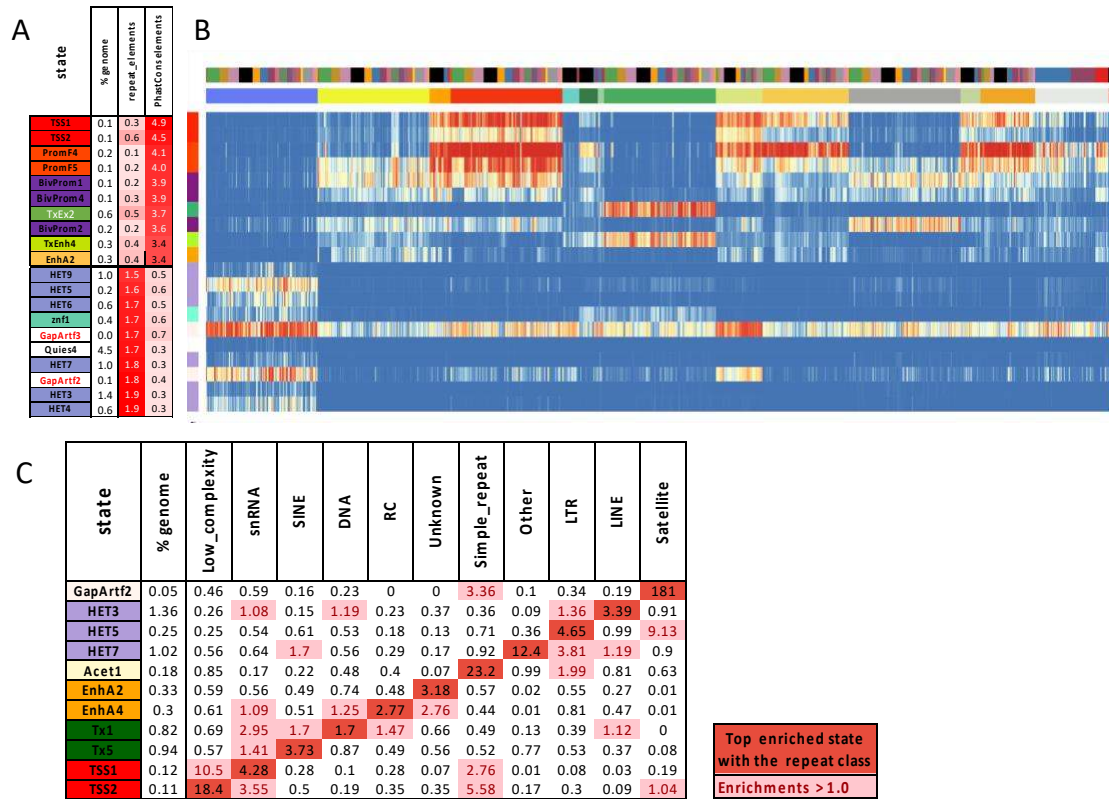 A
B
state % genome repeat_elements PhastConselements
TSS1 0.1 0.3 4.9
TSS2 0.1 0.6 4.5
PromF4 0.2 0.1 4.1
PromF5 0.1 0.2 4.0
BivProm1 0.1 0.2 3.9
BivProm4 0.1 0.3 3.9
TxEx2 0.6 0.5 3.7
BivProm2 0.2 0.2 3.6
TxEnh4 0.3 0.4 3.4
EnhA2 0.3 0.4 3.4
HET9 1.0 1.5 0.5
HET5 0.2 1.6 0.6
HET6 0.6 1.7 0.5
znf1 0.4 1.7 0.6
GapArtf3 0.0 1.7 0.7
Quies4 4.5 1.7 0.3
HET7 1.0 1.8 0.3
GapArtf2 0.1 1.8 0.4
HET3 1.4 1.9 0.3
HET4 0.6 1.9 0.3
C
state % genome Low_complexity snRNA SINE DNA RC Unknown Simple_repeat Other LTR LINE Satellite
GapArtf2 0.05 0.46 0.59 0.16 0.23 0 0 3.36 0.1 0.34 0.19 181
HET3 1.36 0.26 1.08 0.15 1.19 0.23 0.37 0.36 0.09 1.36 3.39 0.91
HET5 0.25 0.25 0.54 0.61 0.53 0.18 0.13 0.71 0.36 4.65 0.99 9.13
HET7 1.02 0.56 0.64 1.7 0.56 0.29 0.17 0.92 12.4 3.81 1.19 0.9
Acet1 0.18 0.85 0.17 0.22 0.48 0.4 0.07 23.2 0.99 1.99 0.81 0.63
EnhA2 0.33 0.59 0.56 0.49 0.74 0.48 3.18 0.57 0.02 0.55 0.27 0.01
EnhA4 0.3 0.61 1.09 0.51 1.25 2.77 2.76 0.44 0.01 0.81 0.47 0.01
Tx1 0.82 0.69 2.95 1.7 1.7 1.47 0.66 0.49 0.13 0.39 1.12 0
Tx5 0.94 0.57 1.41 3.73 0.87 0.49 0.56 0.52 0.77 0.53 0.37 0.08
TSS1 0.12 10.5 4.28 0.28 0.1 0.28 0.07 2.76 0.01 0.08 0.03 0.19
TSS2 0.11 18.4 3.55 0.5 0.19 0.35 0.35 5.58 0.17 0.3 0.09 1.04
Top enriched state
with the repeat class
Enrichments > 1.0